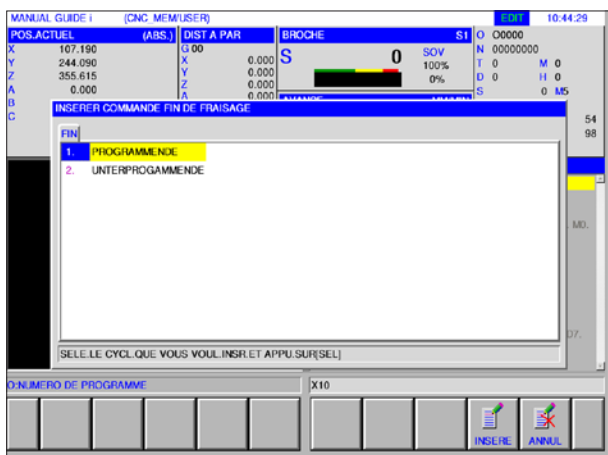 MANUAL GUIDE i (CNC_MEM/USER) EDIT 10:44:29
POS.ACTUEL (ABS.) DIST A PAR BROCHE S1 O O0000
X 107.190 G 00 S 0 SOV N 00000000
Y 244.090 X 0.000 100% T 0 M 0
Z 355.615 Y 0.000 0% D 0 H 0
A 0.000 Z 0.000 S 0 M5
B A 0.000
C 54
98
INSERER COMMANDE FIN DE FRAISAGE
FIN
1. PROGRAMMENDE
2. UNTERPROGAMMENDE
M0.
D7.
SELE.LE CYCL.QUE VOUS VOUL.INSR.ET APPU.SUR[SEL]
O:NUMERO DE PROGRAMME X10
INSERE ANNUL